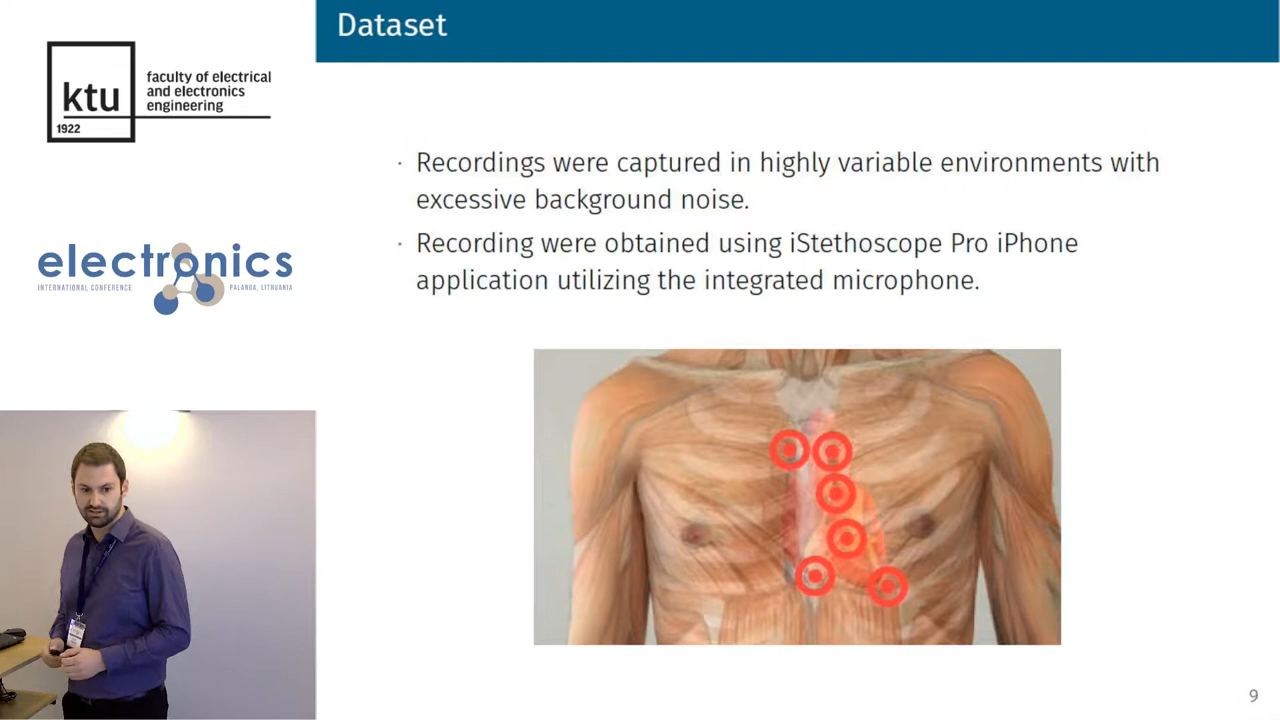 Dataset
ktu
1922
faculty of electrical
and electronics
engineering
electronics
INTERNATIONAL CONFERENCE
PALANGA, LITHUANIA
· Recordings were captured in highly variable environments with
excessive background noise.
· Recording were obtained using iStethoscope Pro iPhone
application utilizing the integrated microphone.
9